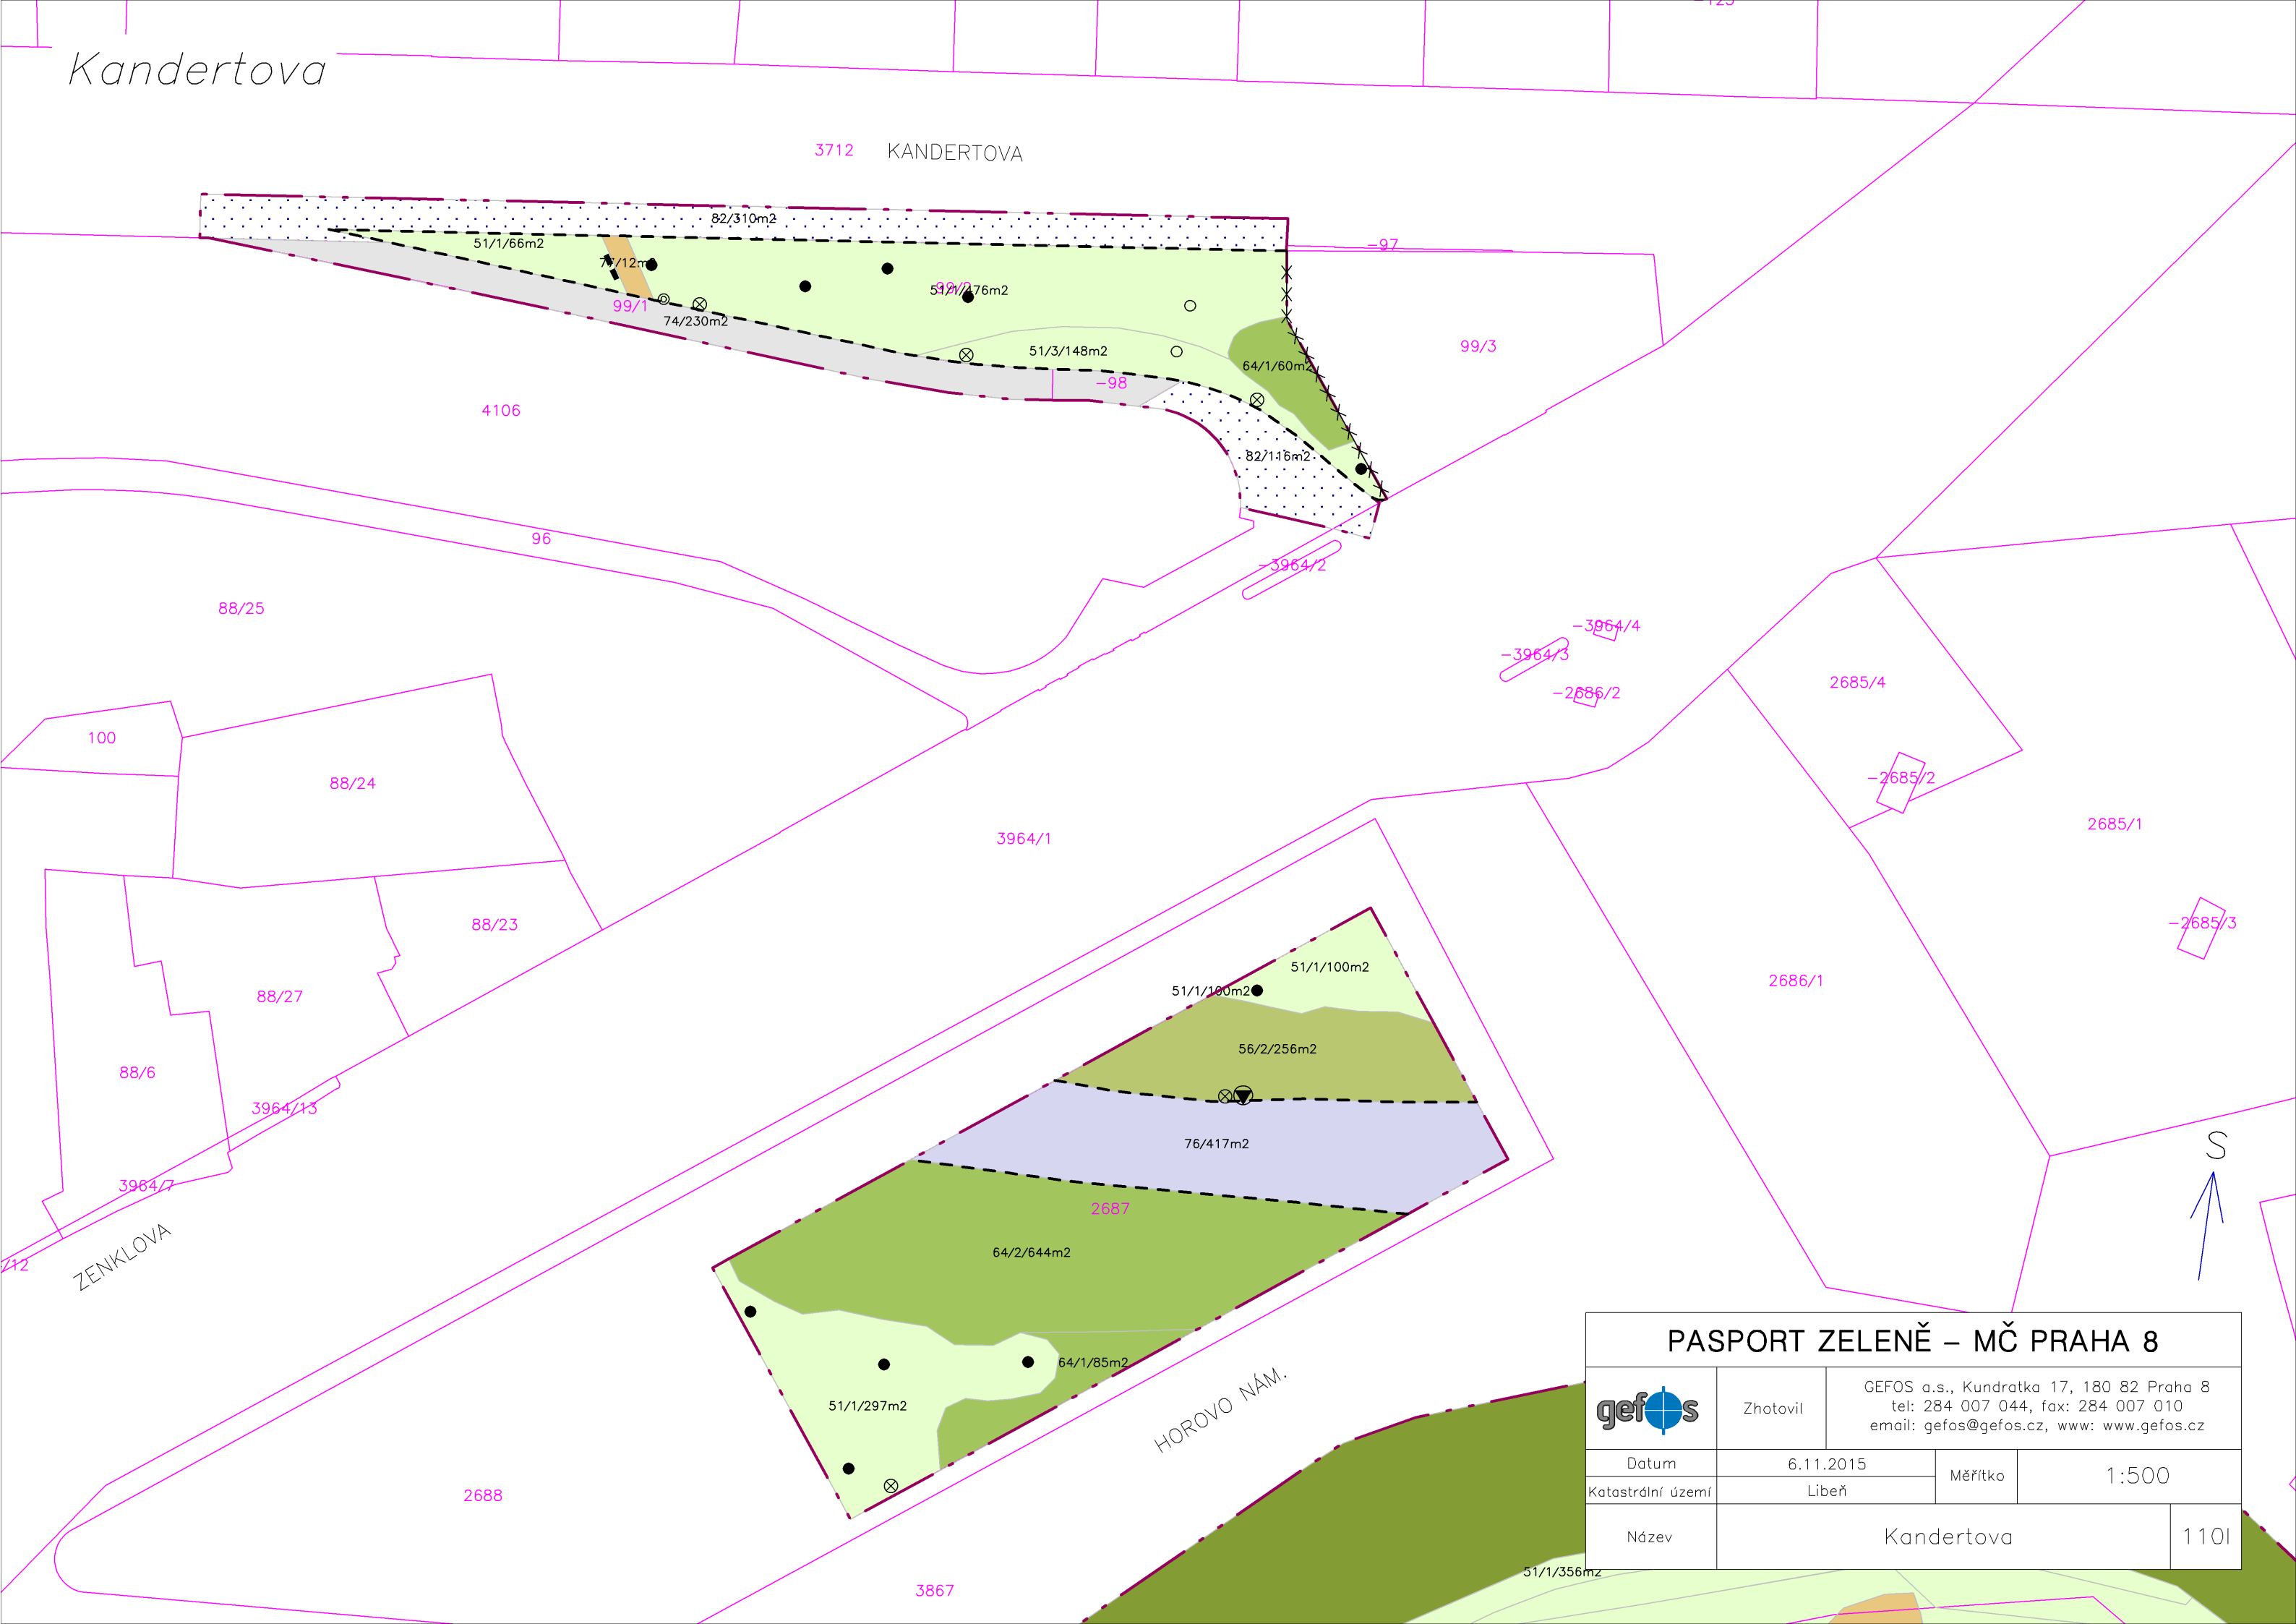 -123
Kandertova
3712 KANDERTOVA
82/310m2
51/1/66m2
-97
77/12m2
99/2
51/1/476m2
99/1
74/230m2
99/3
51/3/148m2
64/1/60m2
-98
4106
82/116m2
96
-3964/2
88/25
-3964/4
-3964/3
2685/4
-2686/2
100
88/24
-2685/2
2685/1
3964/1
88/23
-2685/3
51/1/100m2
2686/1
51/1/100m2
88/27
56/2/256m2
88/6
3964/13
76/417m2
S
3964/7
2687
ZENKLOVA
64/2/644m2
/12
64/1/85m2
51/1/297m2
HOROVO NÁM.
2688
3867
51/1/356m2
PASPORT ZELENĚ – MČ PRAHA 8
gefos
Zhotovil
GEFOS a.s., Kundratka 17, 180 82 Praha 8
tel: 284 007 044, fax: 284 007 010
email: gefos@gefos.cz, www: www.gefos.cz
Datum 6.11.2015
Měřítko 1:500
Katastrální území Libeň
Název Kandertova 110I